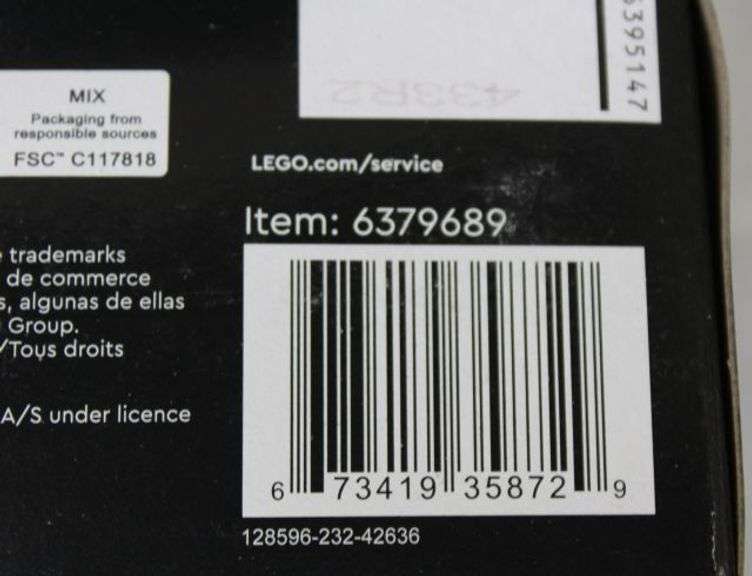 6395147
MIX
Packaging from
responsible sources
FSC™ C117818
LEGO.com/service
Item: 6379689
trademarks
de commerce
s, algunas de ellas
Group.
/Tous droits
A/S under licence
6 73419 35872 9
128596-232-42636